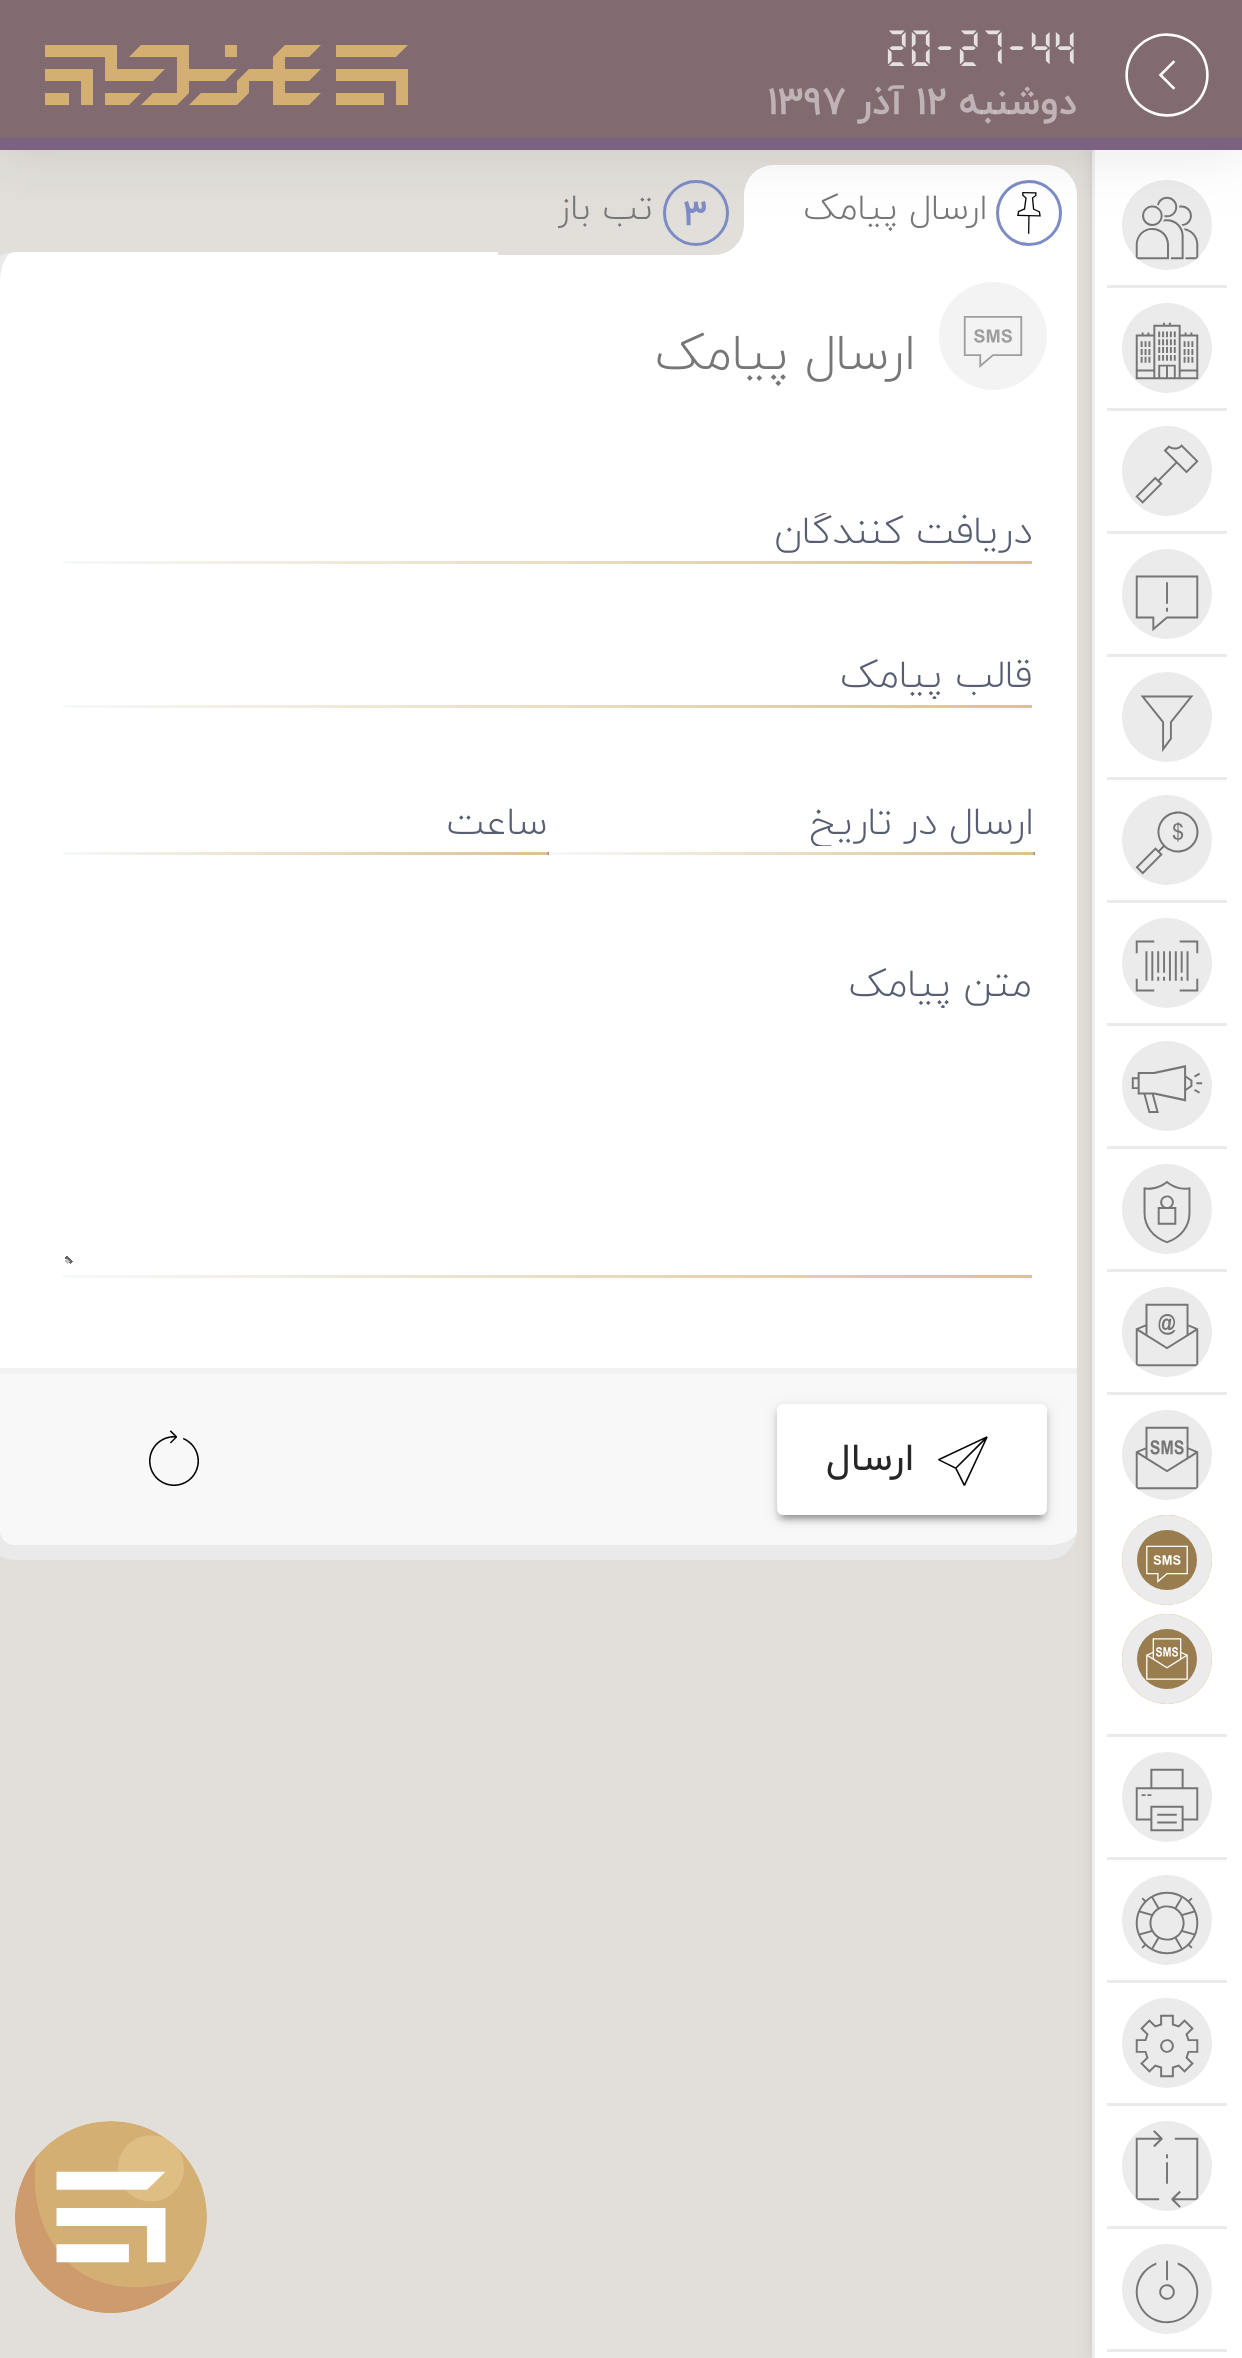 20-27-44
دوشنبه ۱۲ آذر ۱۳۹۷
ارسال پیامک
۳ تب باز
SMS
ارسال پیامک
دریافت کنندگان
قالب پیامک
ارسال در تاریخ
ساعت
متن پیامک
ارسال
$
@
SMS
SMS
SMS